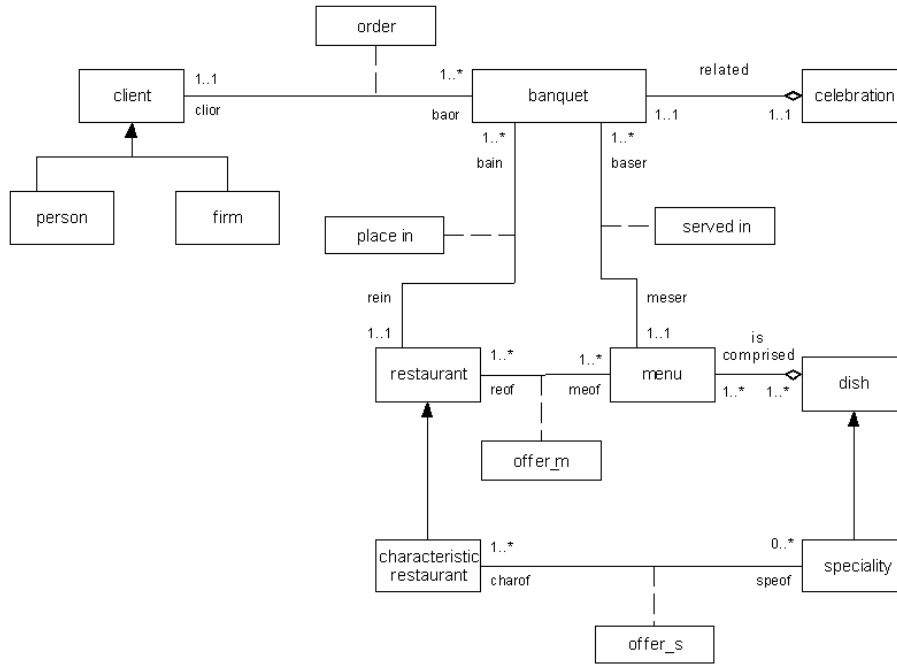 order
client
1..1
clior
1..*
baor
banquet
related
1..1
1..1
celebration
1..*
bain
1..*
baser
person
firm
place in
served in
rein
1..1
meser
1..1
is
comprised
restaurant
1..*
reof
1..*
meof
menu
1..*
1..*
dish
offer_m
characteristic
restaurant
1..*
charof
0..*
speof
speciality
offer_s